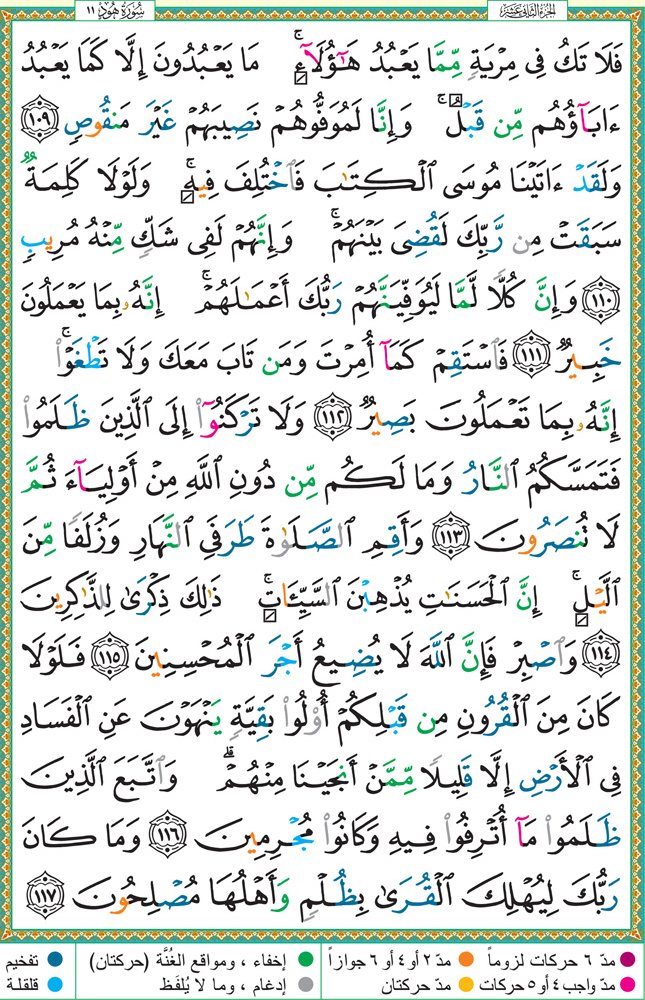 الجزء الثاني عشر
سورة هود ١١
فَلَا تَكُ فِى مِرْيَةٍ مِّمَّا يَعْبُدُ هَـٰٓؤُلَآءِ ۚ مَا يَعْبُدُونَ إِلَّا كَمَا يَعْبُدُ
ءَابَآؤُهُم مِّن قَبْلُ ۚ وَإِنَّا لَمُوَفُّوهُمْ نَصِيبَهُمْ غَيْرَ مَنقُوصٍ ١٠٩
وَلَقَدْ ءَاتَيْنَا مُوسَى ٱلْكِتَـٰبَ فَٱخْتُلِفَ فِيهِ ۚ وَلَوْلَا كَلِمَةٌ
سَبَقَتْ مِن رَّبِّكَ لَقُضِىَ بَيْنَهُمْ ۚ وَإِنَّهُمْ لَفِى شَكٍّ مِّنْهُ مُرِيبٍ
١١٠ وَإِنَّ كُلًّا لَّمَّا لَيُوَفِّيَنَّهُمْ رَبُّكَ أَعْمَـٰلَهُمْ ۚ إِنَّهُۥ بِمَا يَعْمَلُونَ
خَبِيرٌ ١١١ فَٱسْتَقِمْ كَمَآ أُمِرْتَ وَمَن تَابَ مَعَكَ وَلَا تَطْغَوْا۟ ۚ
إِنَّهُۥ بِمَا تَعْمَلُونَ بَصِيرٌ ١١٢ وَلَا تَرْكَنُوٓا۟ إِلَى ٱلَّذِينَ ظَلَمُوا۟
فَتَمَسَّكُمُ ٱلنَّارُ وَمَا لَكُم مِّن دُونِ ٱللَّهِ مِنْ أَوْلِيَآءَ ثُمَّ
لَا تُنصَرُونَ ١١٣ وَأَقِمِ ٱلصَّلَوٰةَ طَرَفَىِ ٱلنَّهَارِ وَزُلَفًا مِّنَ
ٱلَّيْلِ ۚ إِنَّ ٱلْحَسَنَـٰتِ يُذْهِبْنَ ٱلسَّيِّـَٔاتِ ۚ ذَٰلِكَ ذِكْرَىٰ لِلذَّٰكِرِينَ
١١٤ وَٱصْبِرْ فَإِنَّ ٱللَّهَ لَا يُضِيعُ أَجْرَ ٱلْمُحْسِنِينَ ١١٥ فَلَوْلَا
كَانَ مِنَ ٱلْقُرُونِ مِن قَبْلِكُمْ أُو۟لُوا۟ بَقِيَّةٍ يَنْهَوْنَ عَنِ ٱلْفَسَادِ
فِى ٱلْأَرْضِ إِلَّا قَلِيلًا مِّمَّنْ أَنجَيْنَا مِنْهُمْ ۗ وَٱتَّبَعَ ٱلَّذِينَ
ظَلَمُوا۟ مَآ أُتْرِفُوا۟ فِيهِ وَكَانُوا۟ مُجْرِمِينَ ١١٦ وَمَا كَانَ
رَبُّكَ لِيُهْلِكَ ٱلْقُرَىٰ بِظُلْمٍ وَأَهْلُهَا مُصْلِحُونَ ١١٧
مدّ ٦ حركات لزوماً مدّ ٢ أو ٤ أو ٦ جوازاً إخفاء ، ومواقع الغُنَّة (حركتان) تفخيم
مدّ واجب ٤ أو ٥ حركات مدّ حركتان إدغام ، وما لا يُلفَظ قلقلة